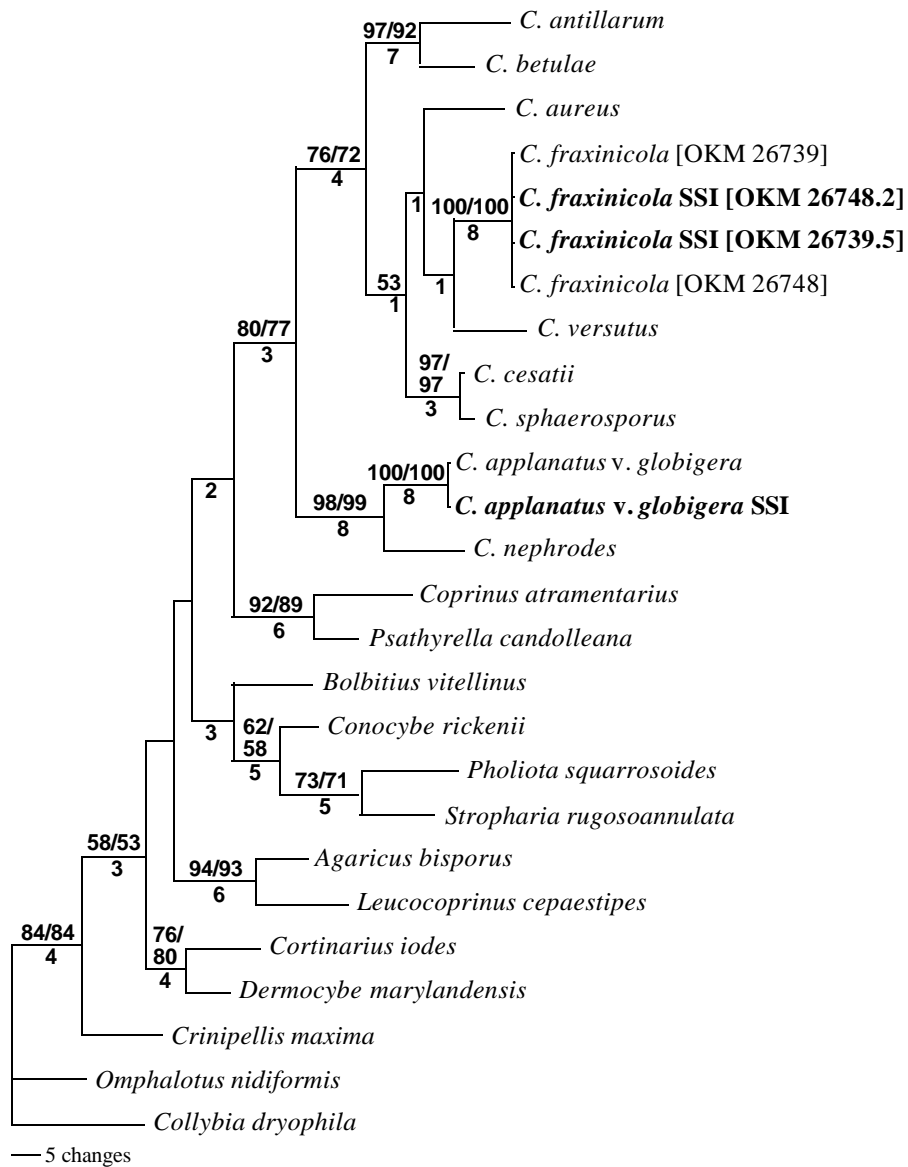 97/92
7
C. antillarum
C. betulae
C. aureus
76/72
4
C. fraxinicola [OKM 26739]
1
100/100
8
C. fraxinicola SSI [OKM 26748.2]
C. fraxinicola SSI [OKM 26739.5]
53
1
1
C. fraxinicola [OKM 26748]
C. versutus
80/77
3
97/
97
3
C. cesatii
C. sphaerosporus
2
100/100
8
C. applanatus v. globigera
98/99
8
C. applanatus v. globigera SSI
C. nephrodes
92/89
6
Coprinus atramentarius
Psathyrella candolleana
3
Bolbitius vitellinus
62/
58
5
Conocybe rickenii
73/71
5
Pholiota squarrosoides
Stropharia rugosoannulata
58/53
3
94/93
6
Agaricus bisporus
Leucocoprinus cepaestipes
84/84
4
76/
80
4
Cortinarius iodes
Dermocybe marylandensis
Crinipellis maxima
Omphalotus nidiformis
Collybia dryophila
5 changes